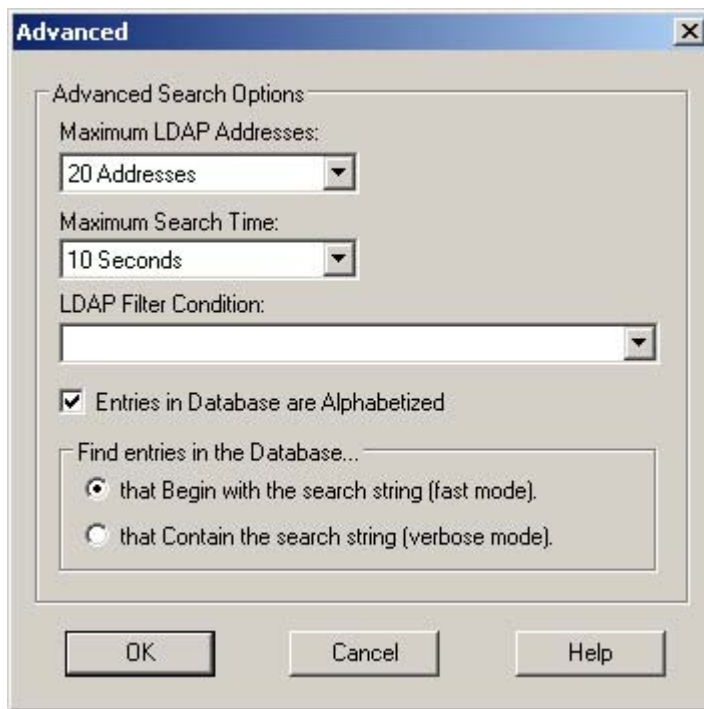 Advanced
Advanced Search Options
Maximum LDAP Addresses:
20 Addresses
Maximum Search Time:
10 Seconds
LDAP Filter Condition:
Entries in Database are Alphabetized
Find entries in the Database...
that Begin with the search string (fast mode).
that Contain the search string (verbose mode).
OK Cancel Help